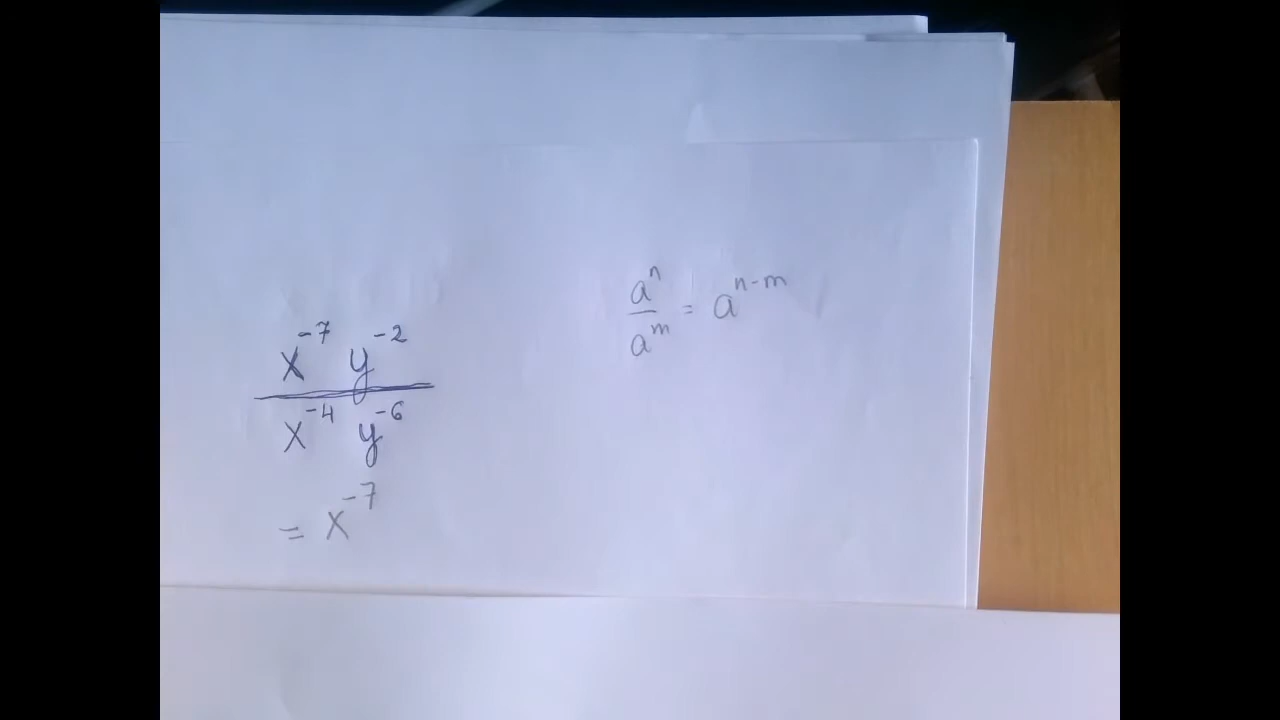 x^{-7} y^{-2}
x^{-4} y^{-6}
= x^{-7}
a^n
a^m
= a^{n-m}